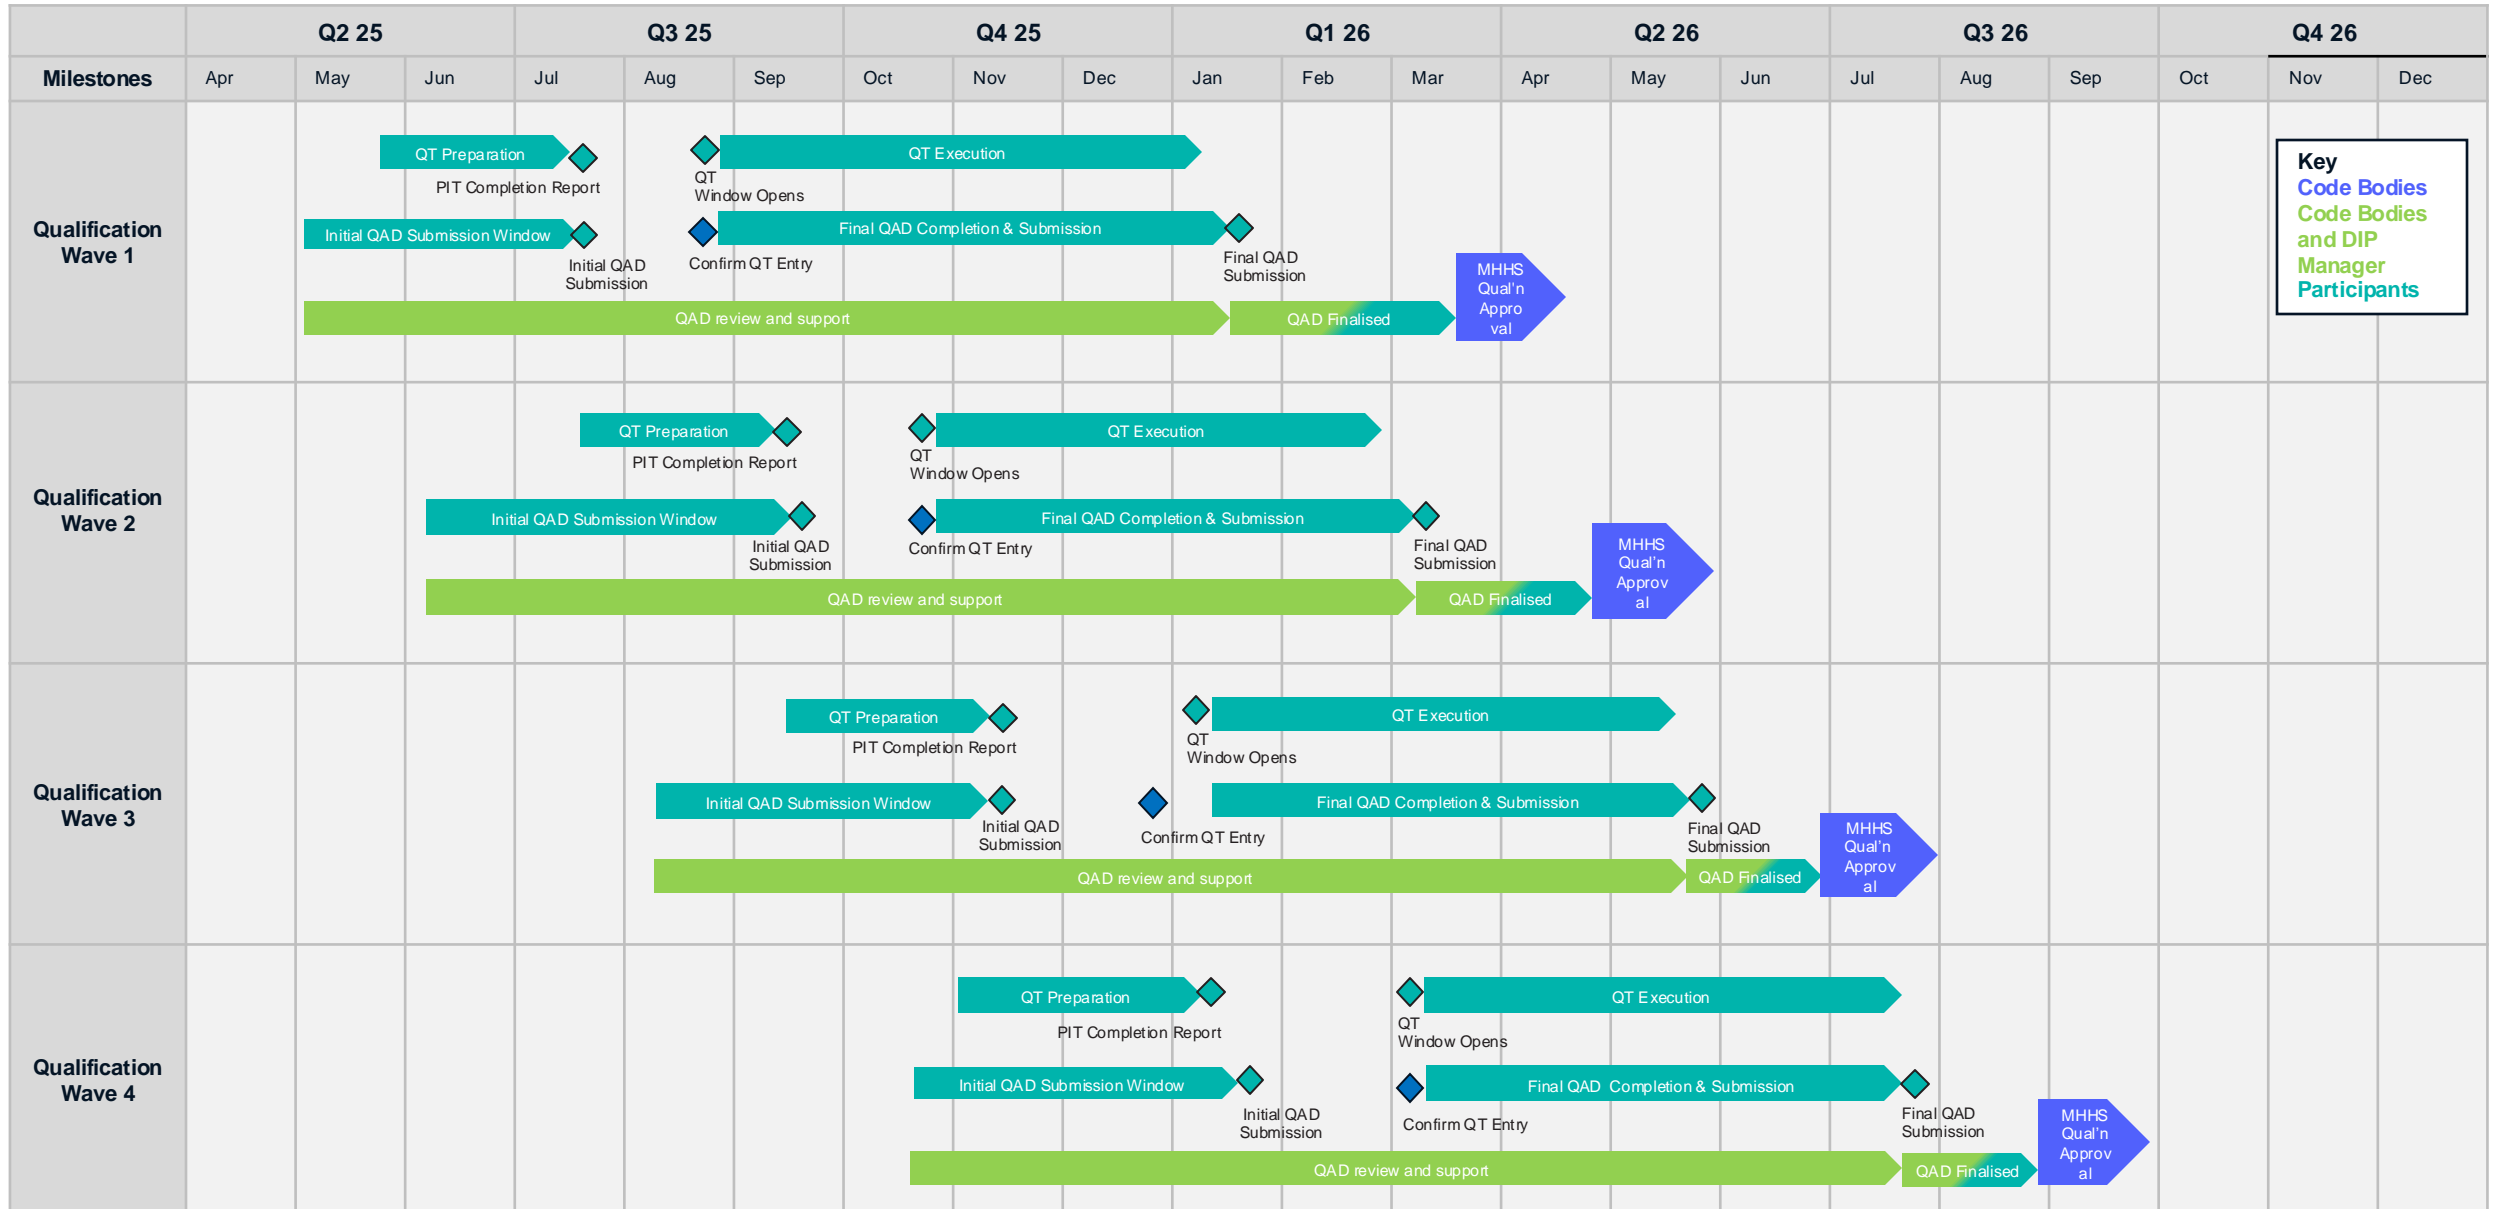 Q2 25 Q3 25 Q4 25 Q1 26 Q2 26 Q3 26 Q4 26
Milestones Apr May Jun Jul Aug Sep Oct Nov Dec Jan Feb Mar Apr May Jun Jul Aug Sep Oct Nov Dec
Qualification
Wave 1
QT Preparation
PIT Completion Report
QT
Window Opens
QT Execution
Initial QAD Submission Window
Initial QAD
Submission
Confirm QT Entry
Final QAD Completion & Submission
Final QAD
Submission
QAD review and support
QAD Finalised
MHHS
Qual'n
Appro
val
Key
Code Bodies
Code Bodies
and DIP
Manager
Participants
Qualification
Wave 2
QT Preparation
PIT Completion Report
QT
Window Opens
QT Execution
Initial QAD Submission Window
Initial QAD
Submission
Confirm QT Entry
Final QAD Completion & Submission
Final QAD
Submission
QAD review and support
QAD Finalised
MHHS
Qual'n
Approv
al
Qualification
Wave 3
QT Preparation
PIT Completion Report
QT
Window Opens
QT Execution
Initial QAD Submission Window
Initial QAD
Submission
Confirm QT Entry
Final QAD Completion & Submission
Final QAD
Submission
QAD review and support
QAD Finalised
MHHS
Qual'n
Approv
al
Qualification
Wave 4
QT Preparation
PIT Completion Report
QT
Window Opens
QT Execution
Initial QAD Submission Window
Initial QAD
Submission
Confirm QT Entry
Final QAD Completion & Submission
Final QAD
Submission
QAD review and support
QAD Finalised
MHHS
Qual'n
Approv
al